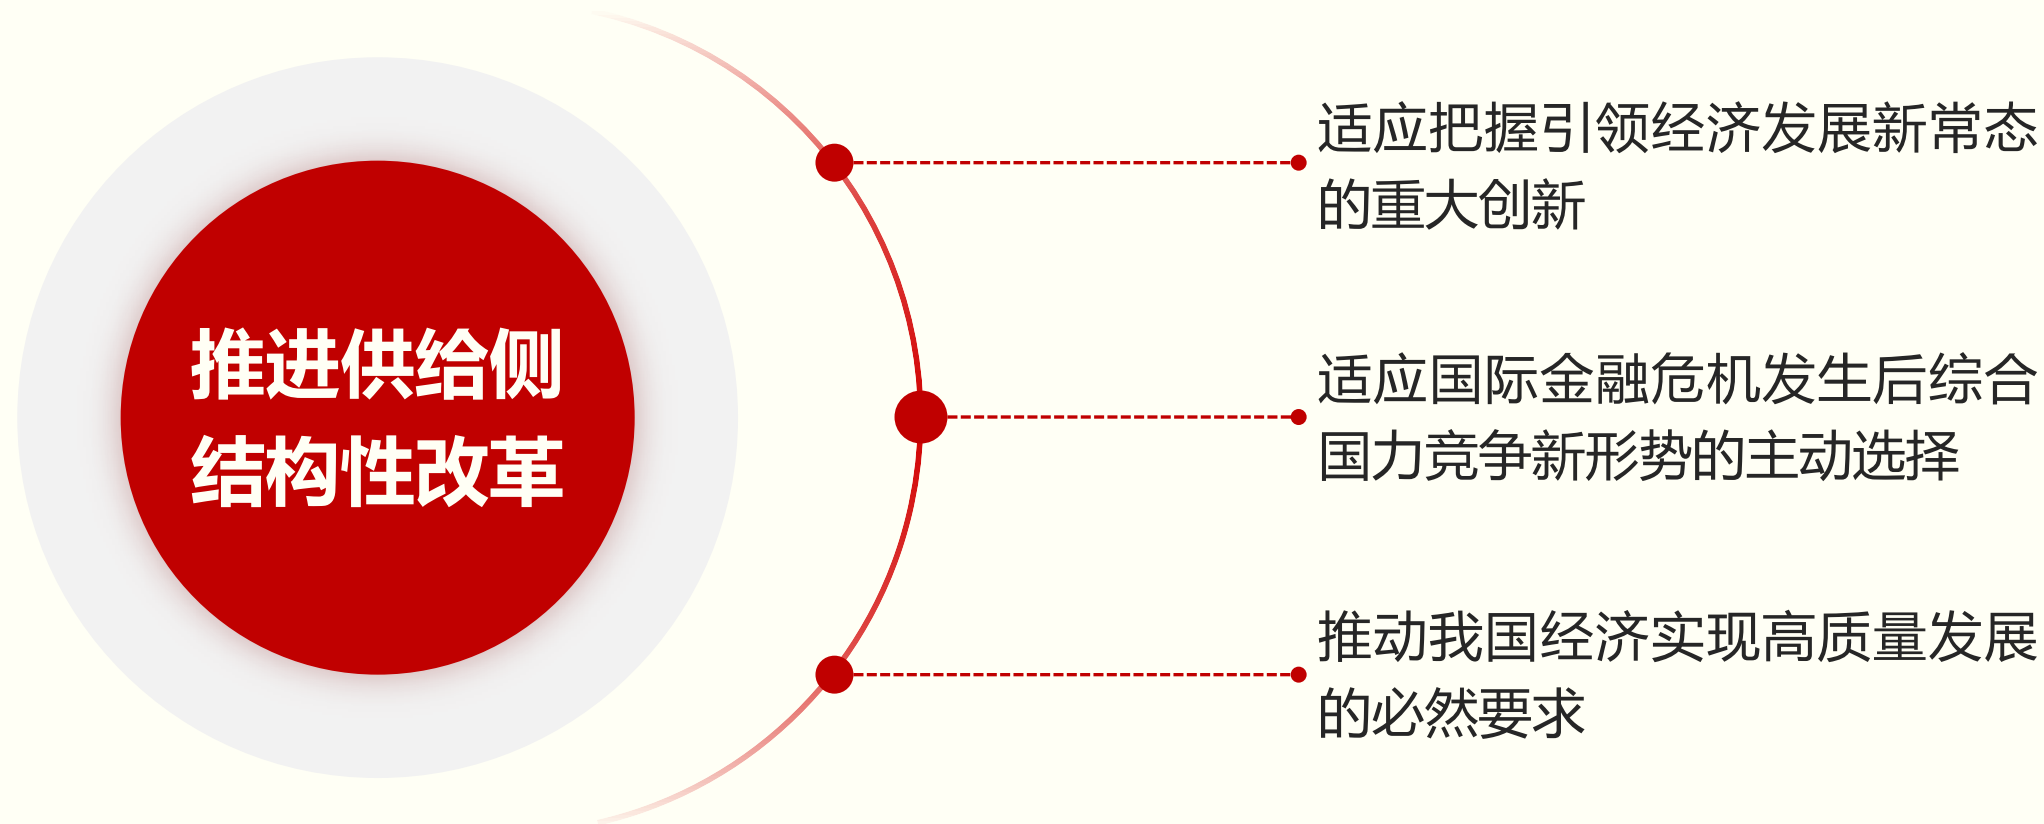 推进供给侧
结构性改革
适应把握引领经济发展新常态
的重大创新
适应国际金融危机发生后综合
国力竞争新形势的主动选择
推动我国经济实现高质量发展
的必然要求